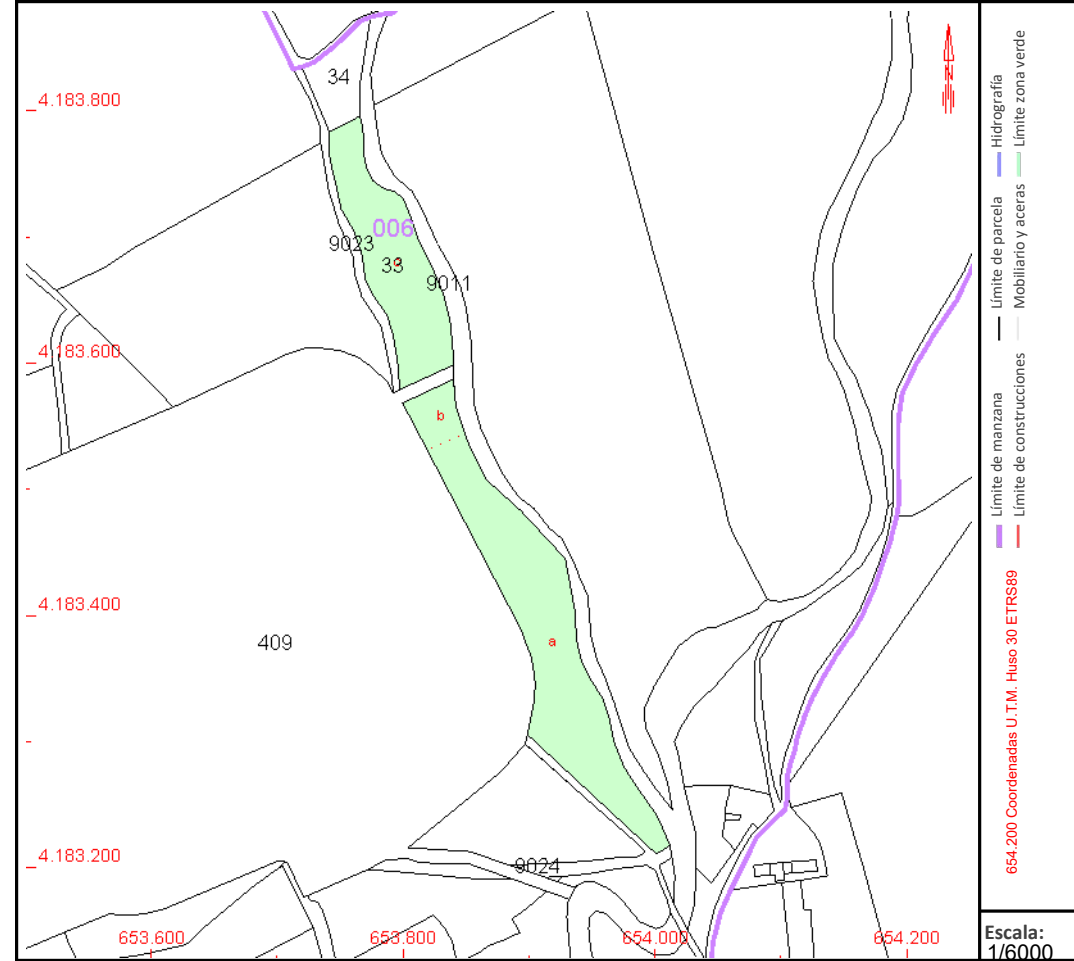 34
4.183.800
N
006
9023
33
9011
4.183.600
b
4.183.400
a
409
4.183.200
9024
653.600
653.800
654.000
654.200
Hidrografía
Límite zona verde
Límite de parcela
Mobiliario y aceras
Límite de manzana
Límite de construcciones
654.200 Coordenadas U.T.M. Huso 30 ETRS89
Escala:
1/6000